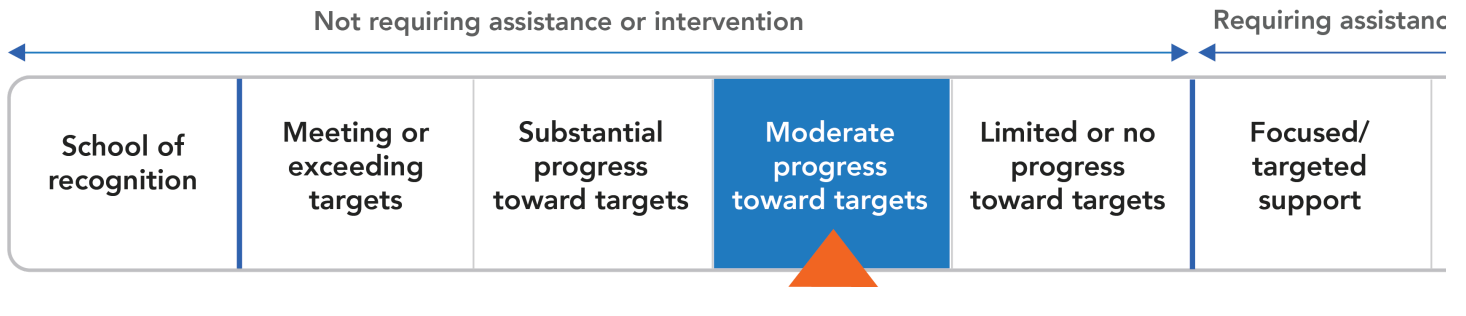 Not requiring assistance or intervention
Requiring
School of
recognition
Meeting or
exceeding
targets
Substantial
progress
toward targets
Moderate
progress
toward targets
Limited or no
progress
toward targets
Focused/
targeted
support